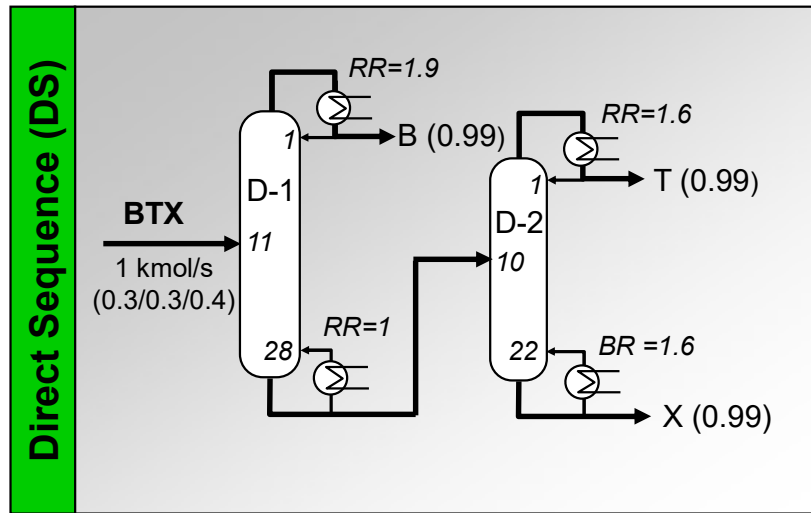 Direct Sequence (DS)
RR=1.9
1
B (0.99)
D-1
BTX
11
1 kmol/s
(0.3/0.3/0.4)
RR=1
28
RR=1.6
1
T (0.99)
D-2
10
22
BR =1.6
X (0.99)